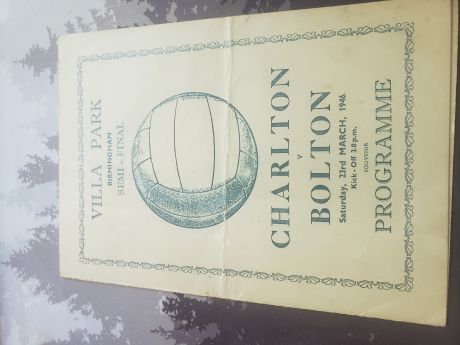 VILLA PARK
BIRMINGHAM
SEMI - FINAL
CHARLTON
v
BOLTON
Saturday, 23rd MARCH, 1946
Kick - Off 3.0 p.m.
SOUVENIR
PROGRAMME